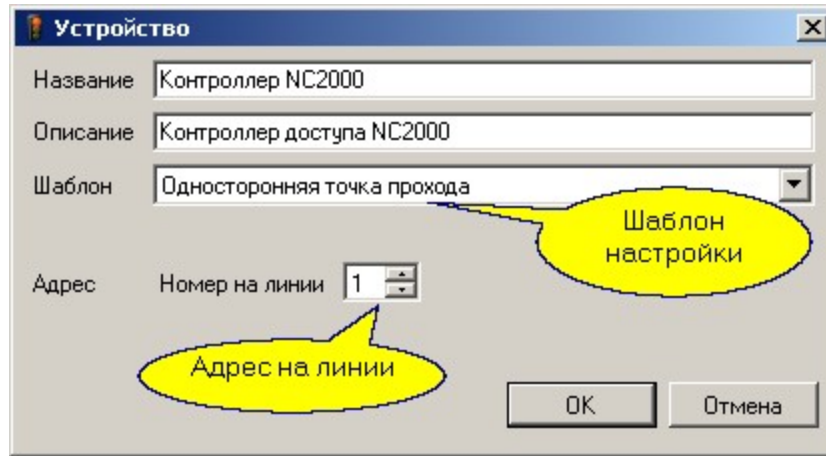 Устройство
Название Контроллер NC2000
Описание Контроллер доступа NC2000
Шаблон Односторонняя точка прохода
Шаблон
настройки
Адрес Номер на линии 1
Адрес на линии
OK Отмена